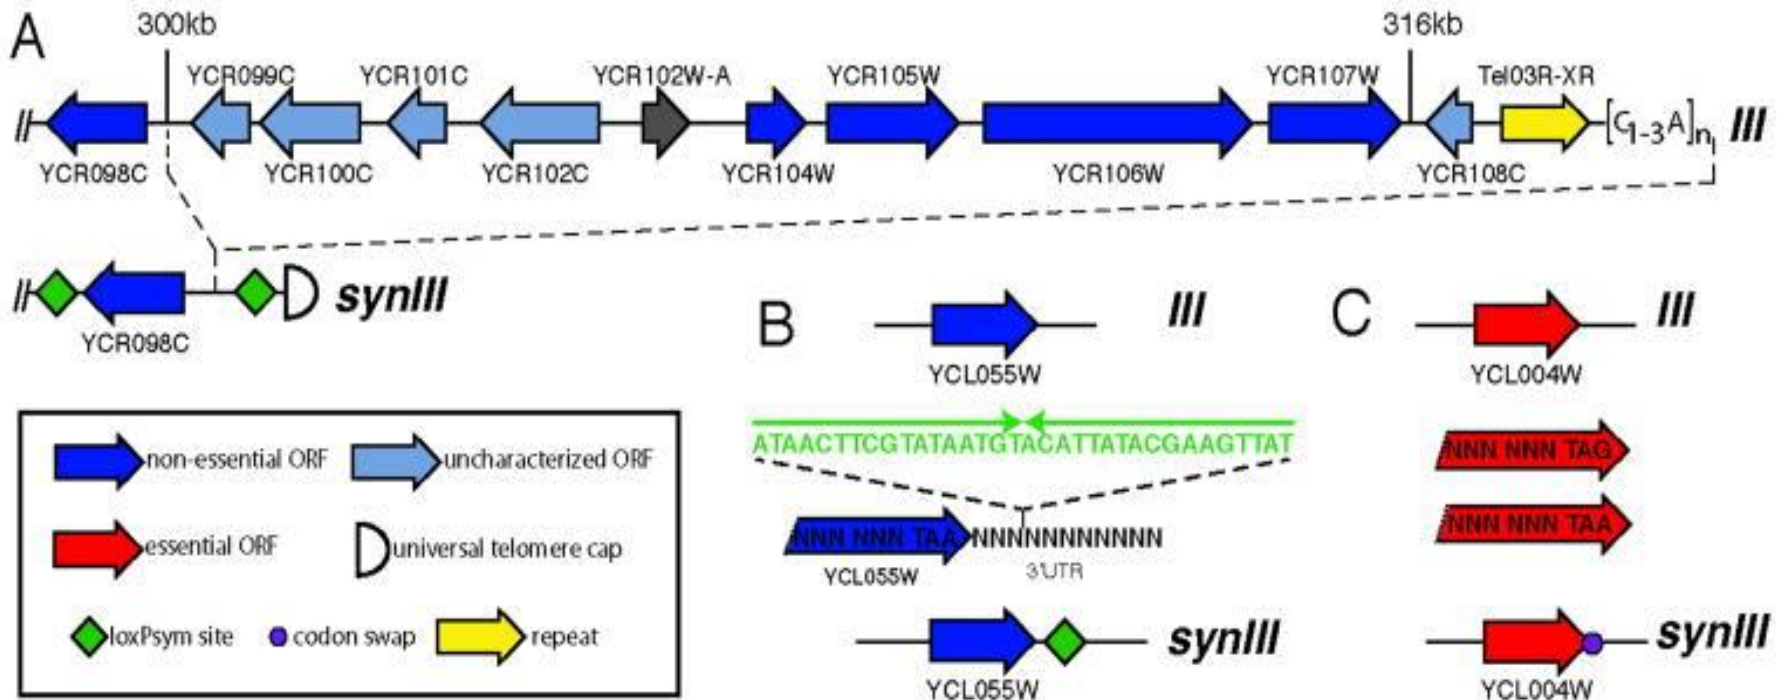 A
300kb
316kb
YCR099C YCR101C YCR102W-A YCR105W YCR107W Tel03R-XR
// [C1-3A]n III
YCR098C YCR100C YCR102C YCR104W YCR106W YCR108C
// synIII
YCR098C
non-essential ORF
uncharacterized ORF
essential ORF
universal telomere cap
loxPsym site
codon swap
repeat
B
III
YCL055W
ATAACTTCGTATAATGTACATTATACGAAGTTAT
NNN NNN TAANNNNNNNNNNN
YCL055W
3'UTR
synIII
YCL055W
C
III
YCL004W
NNN NNN TAG
NNN NNN TAA
synIII
YCL004W